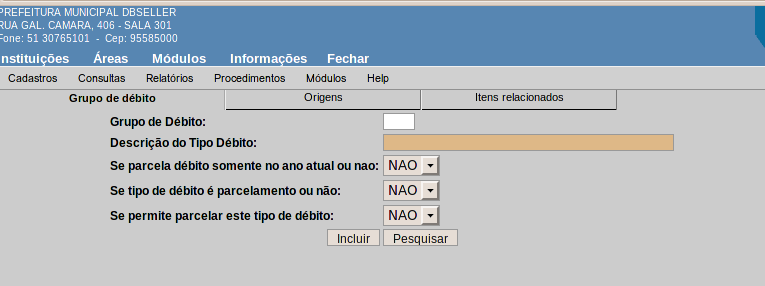 PREFEITURA MUNICIPAL DBSELLER
RUA GAL. CAMARA, 406 - SALA 301
Fone: 51 30765101 - Cep: 95585000
nstituições Áreas Módulos Informações Fechar
Cadastros Consultas Relatórios Procedimentos Módulos Help
Grupo de débito Origens Itens relacionados
Grupo de Débito:
Descrição do Tipo Débito:
Se parcela débito somente no ano atual ou nao: NAO
Se tipo de débito é parcelamento ou não: NAO
Se permite parcelar este tipo de débito: NAO
Incluir Pesquisar